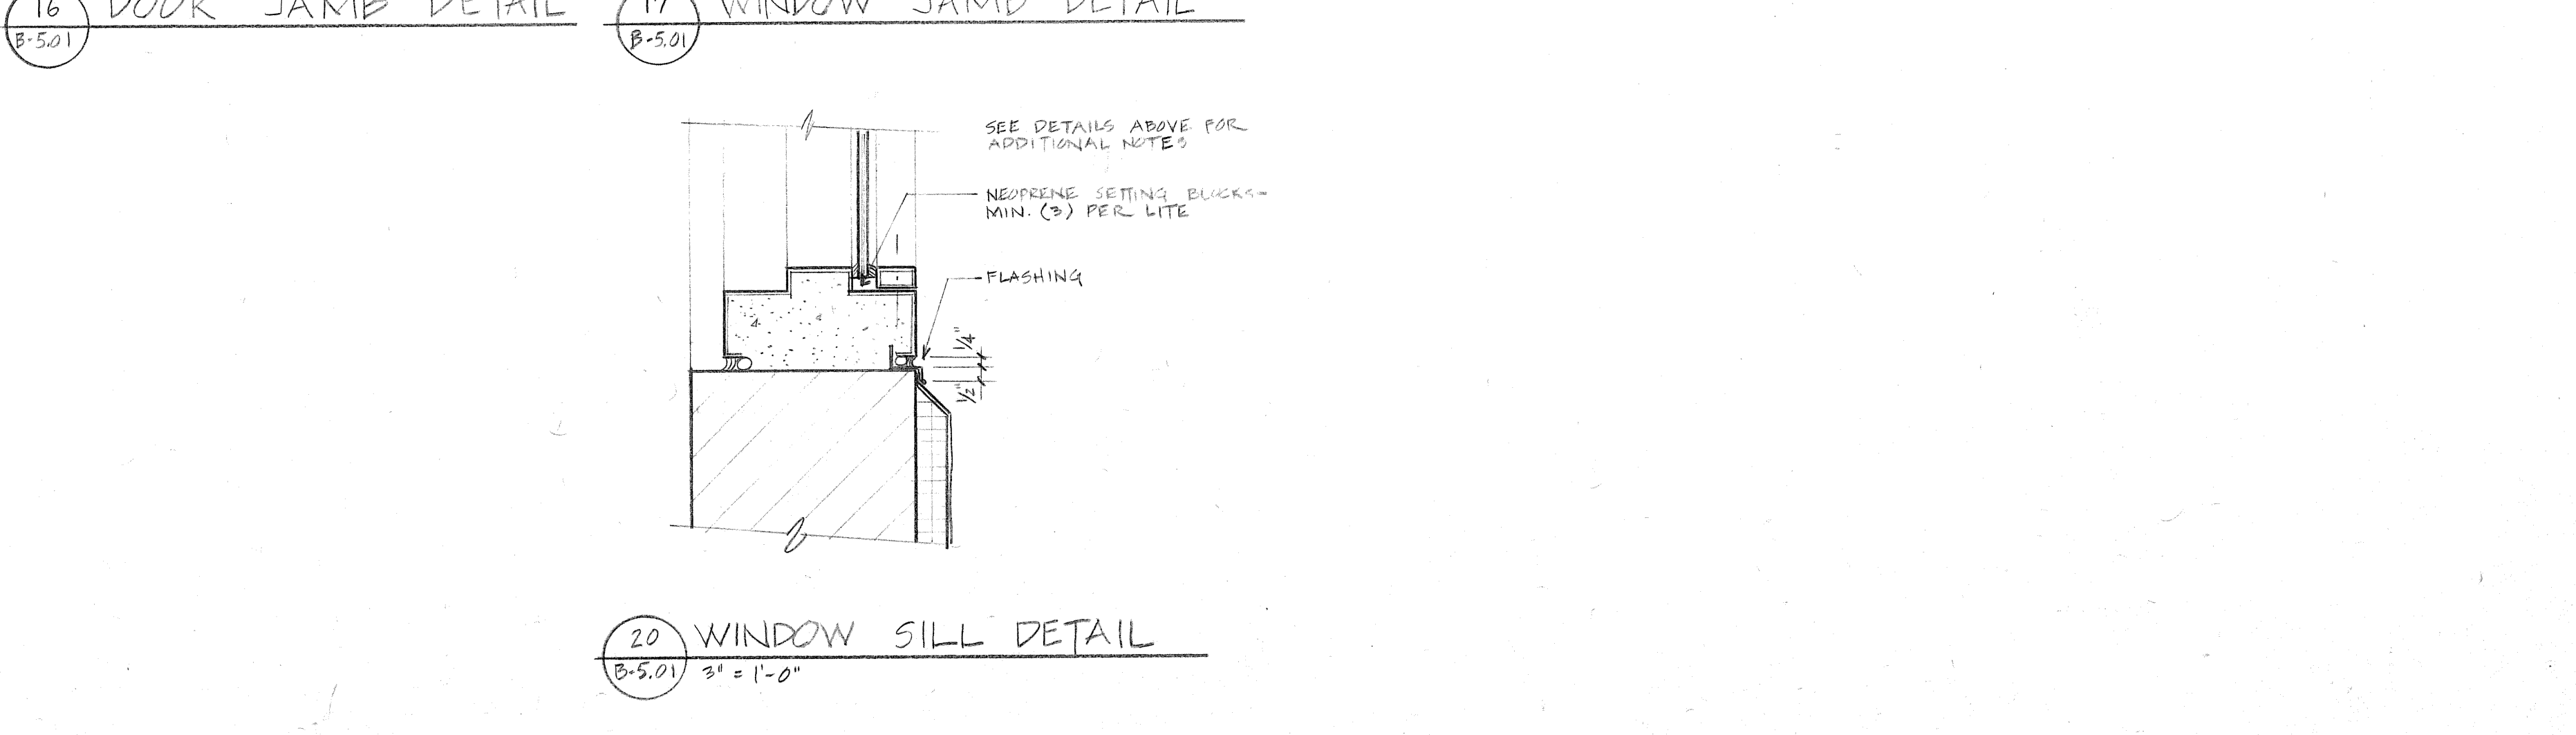 16 DOOR JAMB DETAIL
B-5.01
17 WINDOW JAMB DETAIL
B-5.01
SEE DETAILS ABOVE FOR
ADDITIONAL NOTES
NEOPRENE SETTING BLOCKS-
MIN. (3) PER LITE
FLASHING
1/4"
1/2"
20 WINDOW SILL DETAIL
B-5.01 3" = 1'-0"